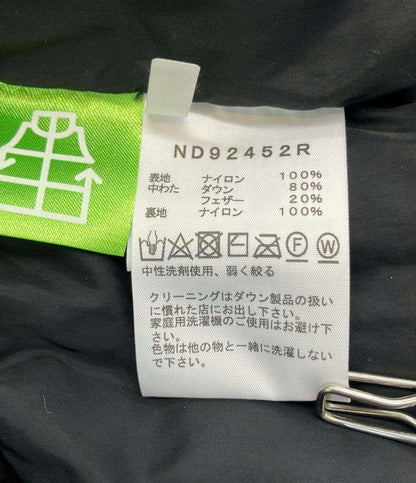 ND92452R
表地 ナイロン 100%
中わた ダウン 80%
フェザー 20%
裏地 ナイロン 100%
F W
中性洗剤使用、弱く絞る
クリーニングはダウン製品の扱い
に慣れた店にお出し下さい。
家庭用洗濯機のご使用はお避け下
さい。
色物は他の物と一緒に洗濯しない
で下さい。